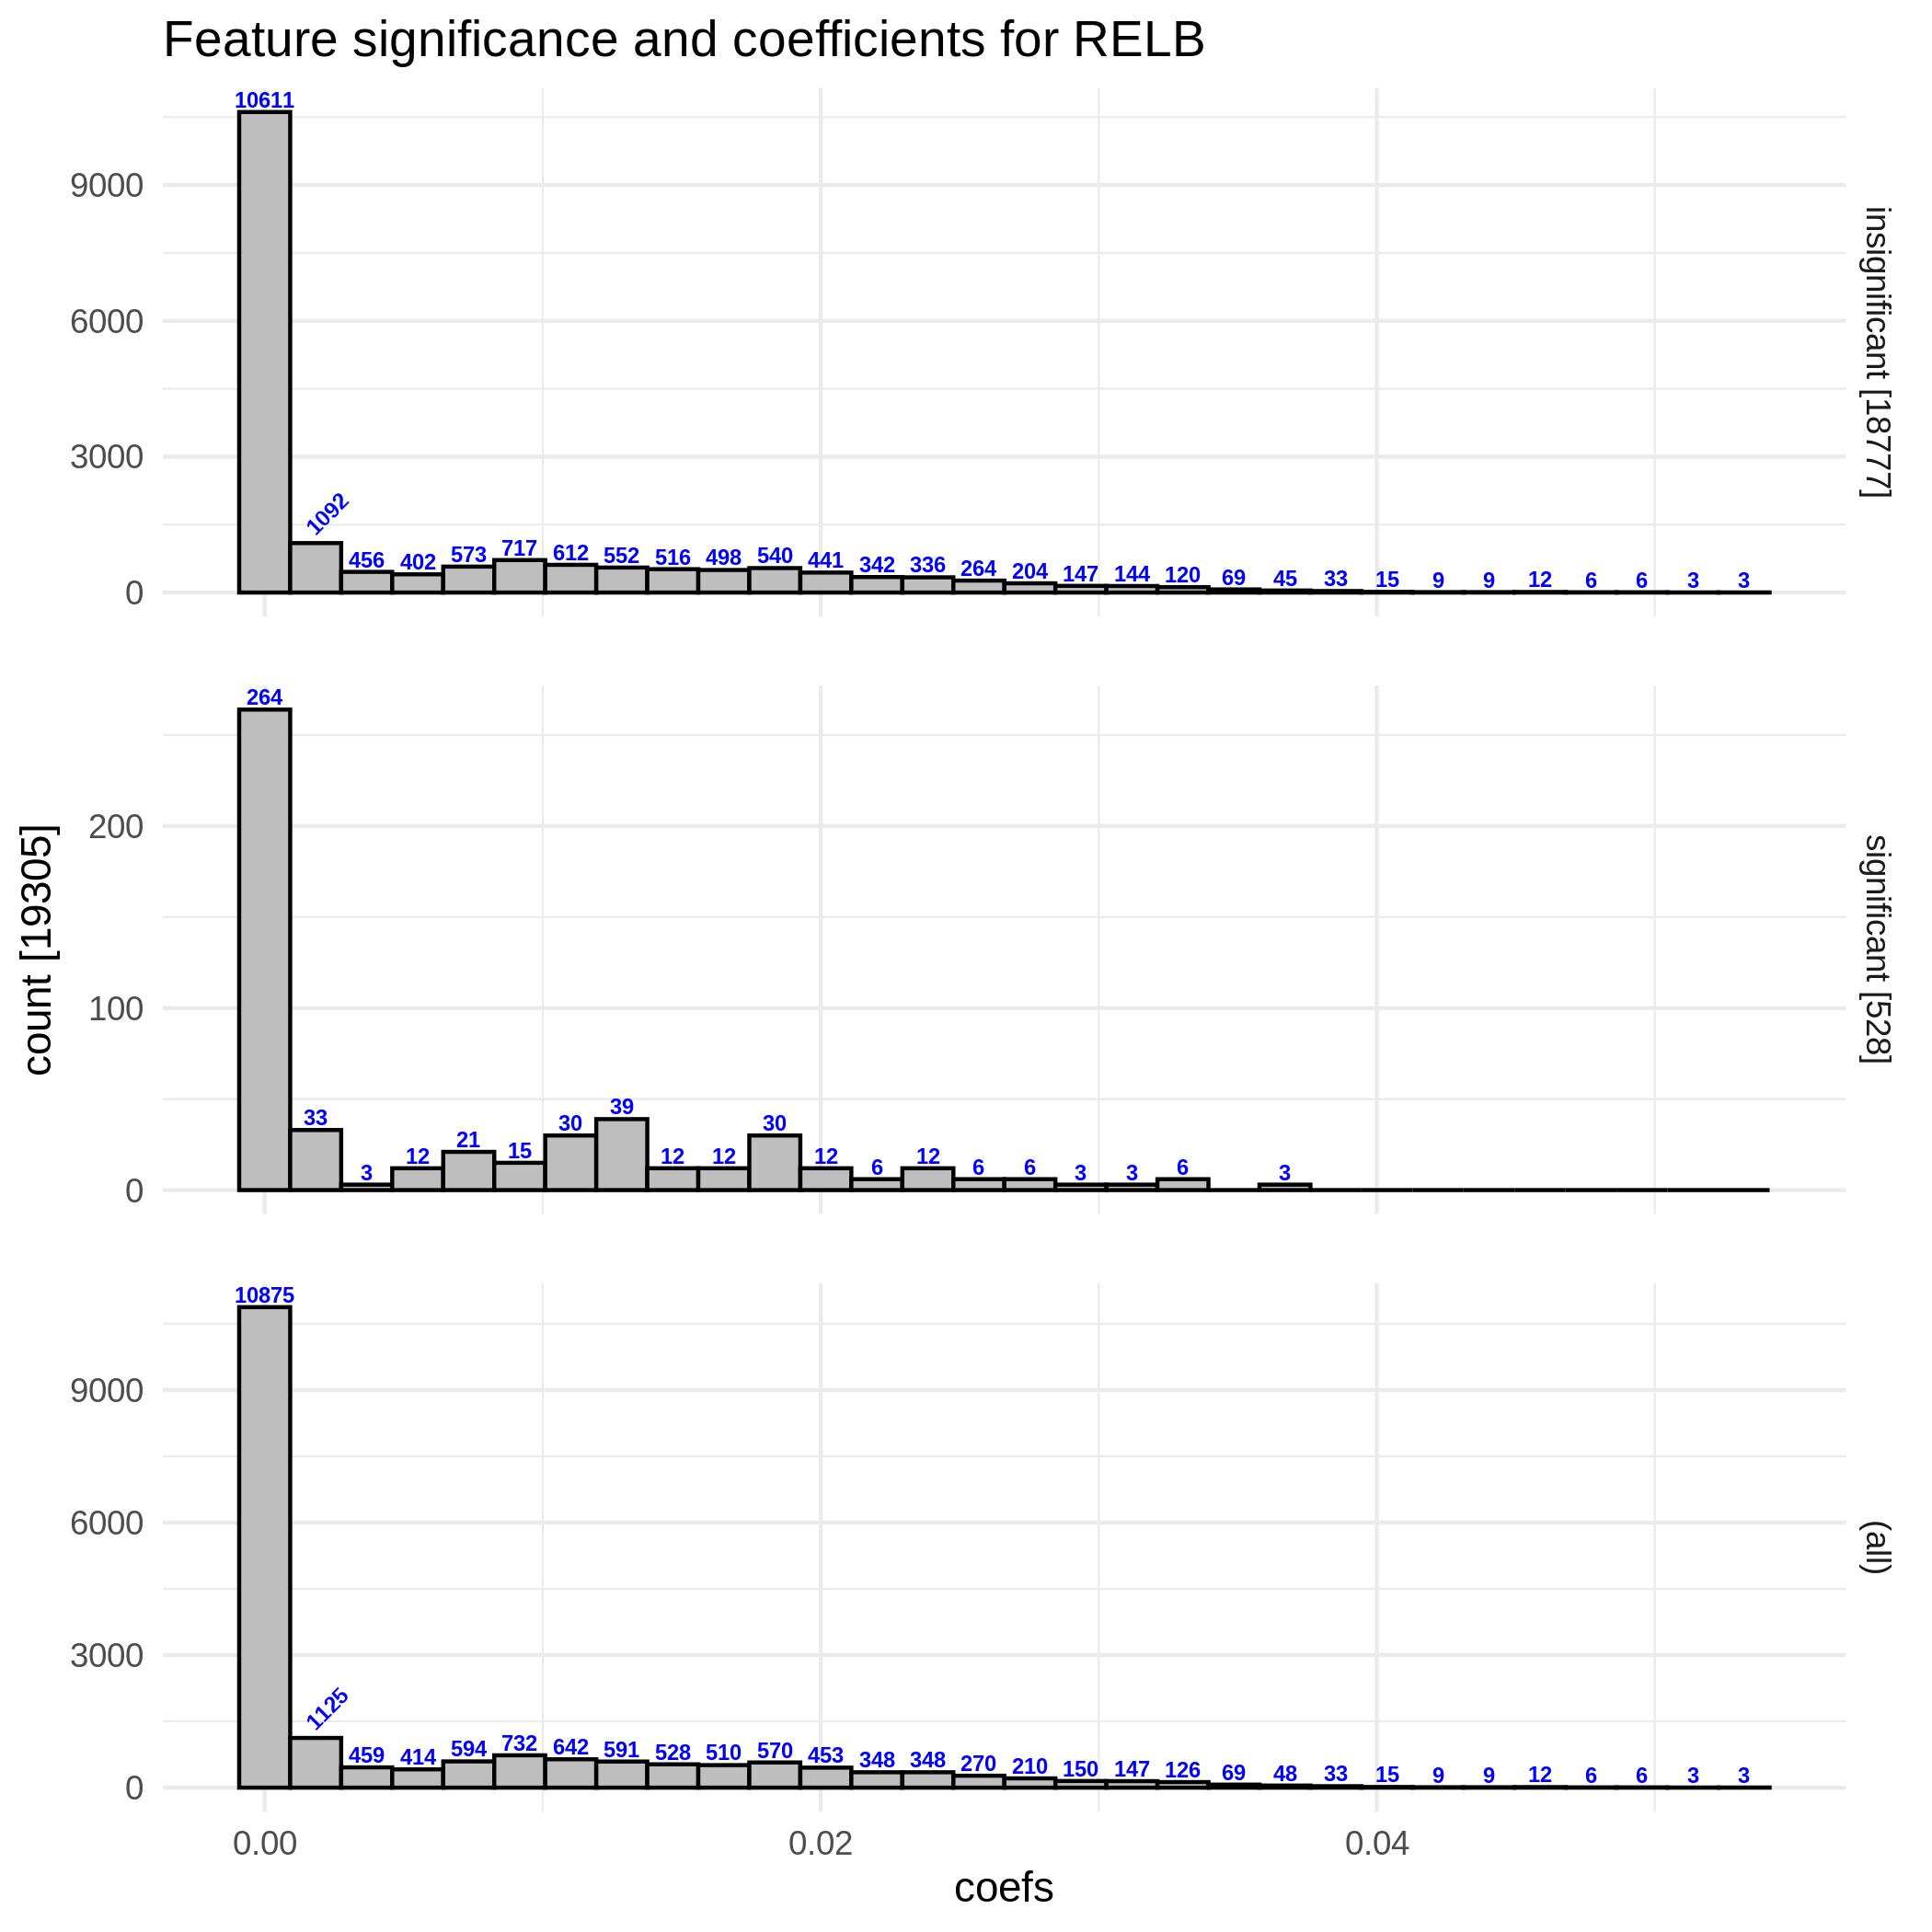 Feature significance and coefficients for RELB
10611
9000
6000
3000
0
1092
456 402 573 717 612 552 516 498 540 441 342 336 264 204 147 144 120 69 45 33 15 9 9 12 6 6 3 3
insignificant [18777]
count [19305]
264
200
100
0
33 3 12 21 15 30 39 12 12 30 12 6 12 6 6 3 3 6 3
significant [528]
10875
9000
6000
3000
0
1125
459 414 594 732 642 591 528 510 570 453 348 348 270 210 150 147 126 69 48 33 15 9 9 12 6 6 3 3
(all)
0.00 0.02 0.04
coefs